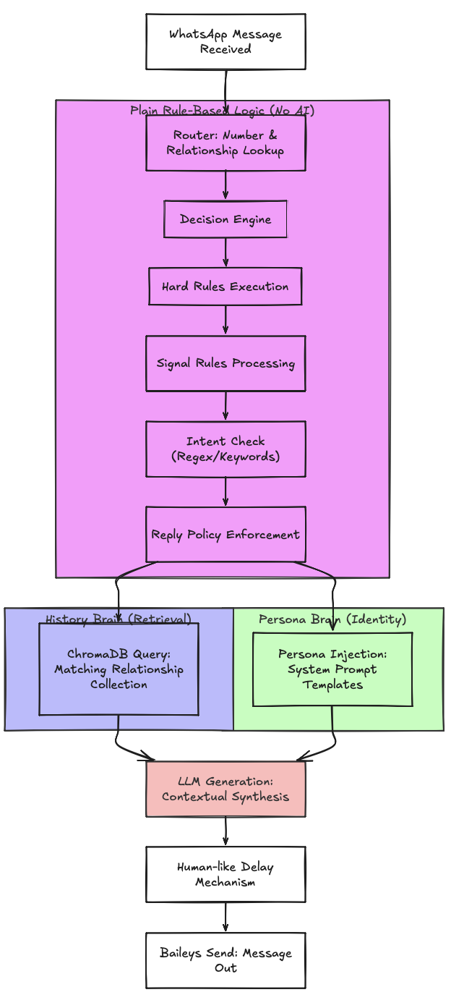 WhatsApp Message
Received
Plain Rule-Based Logic (No AI)
Router: Number &
Relationship Lookup
Decision Engine
Hard Rules Execution
Signal Rules Processing
Intent Check
(Regex/Keywords)
Reply Policy Enforcement
History Brain (Retrieval)
ChromaDB Query:
Matching Relationship
Collection
Persona Brain (Identity)
Persona Injection:
System Prompt
Templates
LLM Generation:
Contextual Synthesis
Human-like Delay
Mechanism
Baileys Send: Message
Out